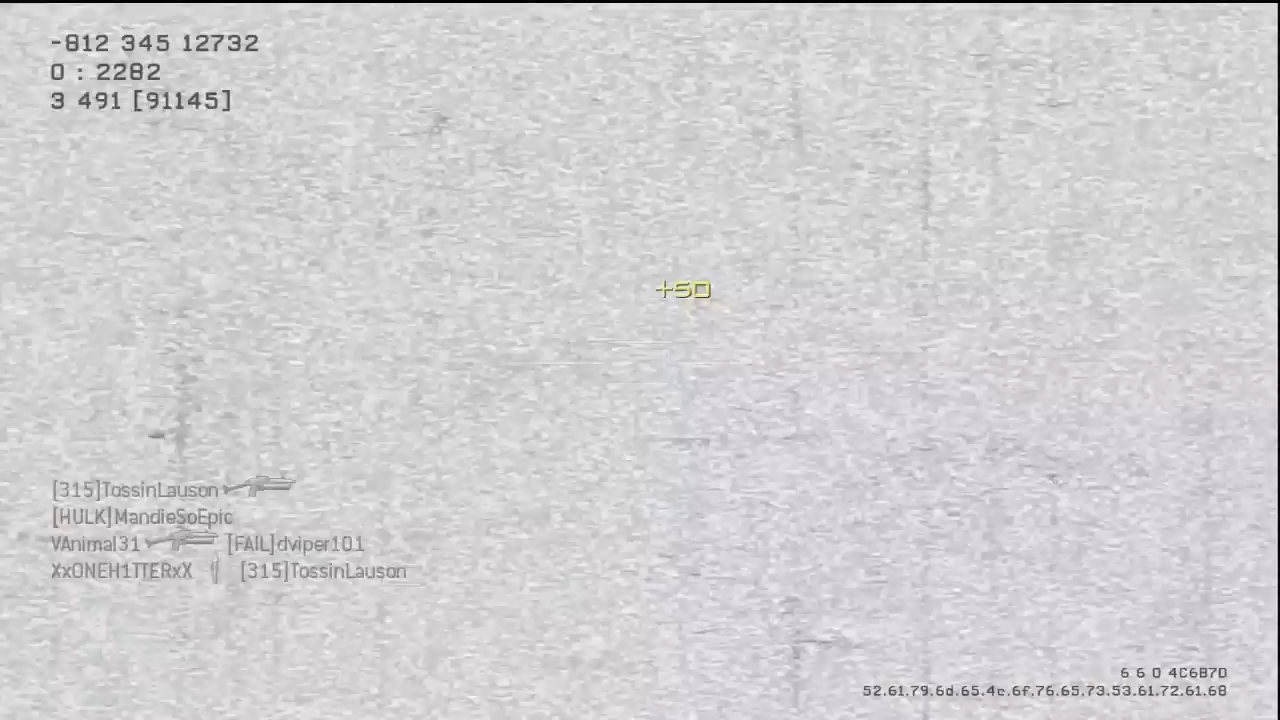 -812 345 12732
0 : 2282
3 491 [91145]
+50
[315]TossinLauson
[HULK]MandieSoEpic
VAnimal31 [FAIL]dviper101
XxONEH1TTERxX [315]TossinLauson
6 6 0 4C6B7D
52.61.79.6d.65.4c.6f.76.65.73.53.61.72.61.68